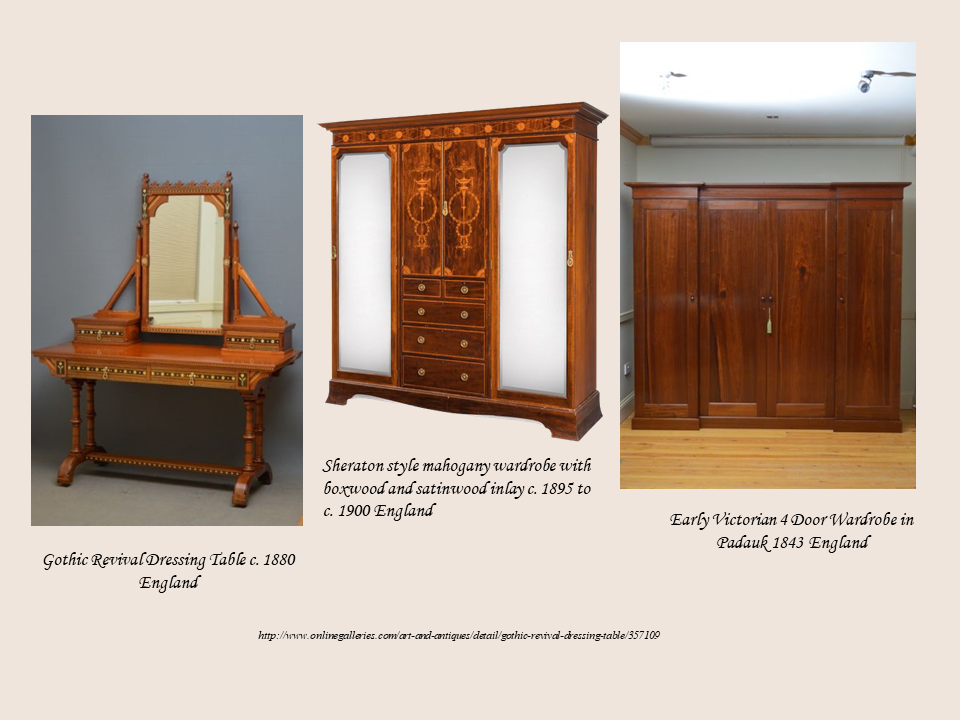 Sheraton style mahogany wardrobe with
boxwood and satinwood inlay c. 1895 to
c. 1900 England
Early Victorian 4 Door Wardrobe in
Padauk 1843 England
Gothic Revival Dressing Table c. 1880
England
http://www.onlinegalleries.com/art-and-antiques/detail/gothic-revival-dressing-table/357109